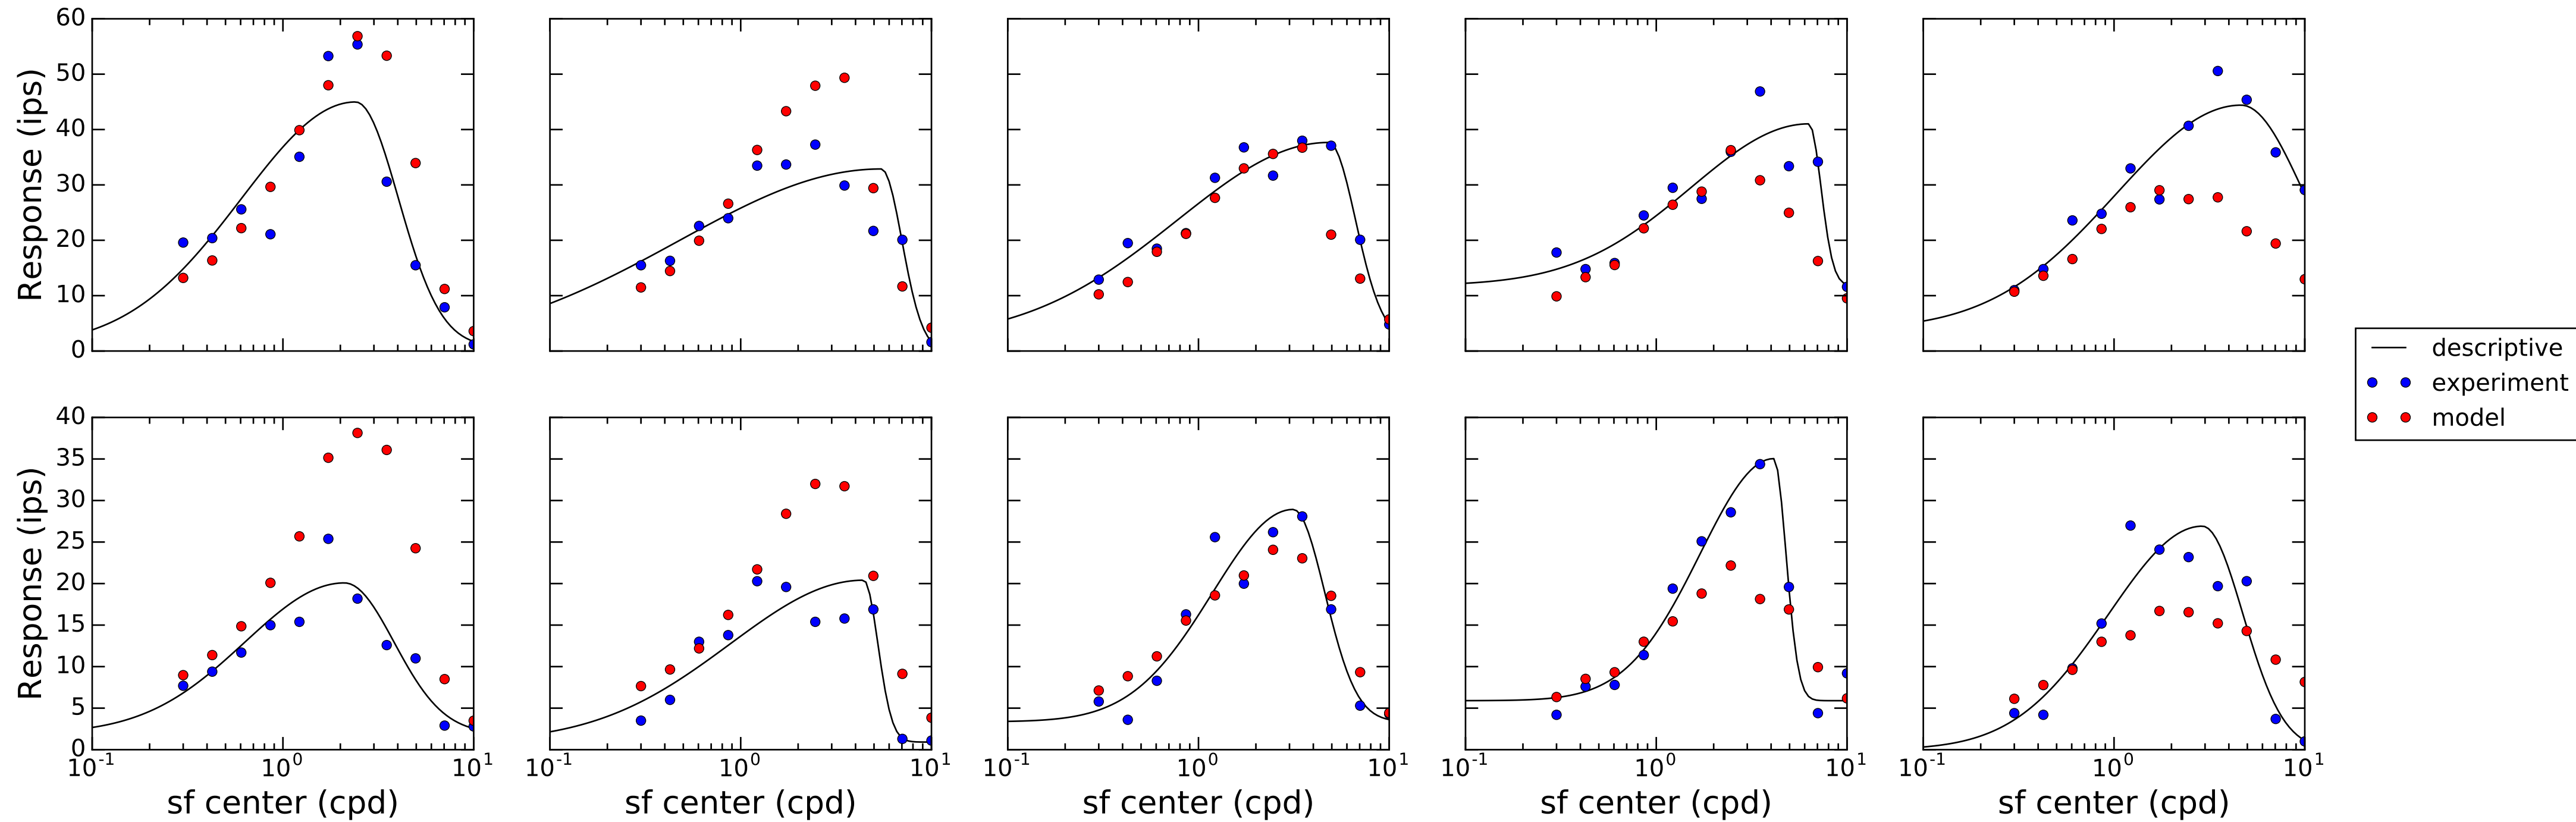 60
50
40
30
20
10
0
Response (ips)
40
35
30
25
20
15
10
5
0
Response (ips)
10^-1 10^0 10^1
10^-1 10^0 10^1
10^-1 10^0 10^1
10^-1 10^0 10^1
10^-1 10^0 10^1
sf center (cpd) sf center (cpd) sf center (cpd) sf center (cpd) sf center (cpd)
descriptive
experiment
model